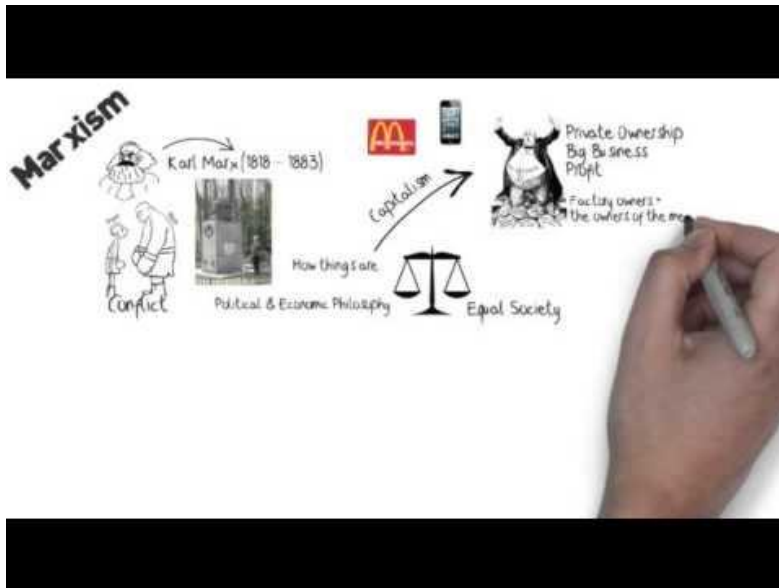 Marxism
Karl Marx (1818 - 1883)
Conflict
Political & Economic Philosophy
How things are
Capitalism
Equal Society
Private Ownership
Big Business
Profit
Factory owners =
the owners of the me